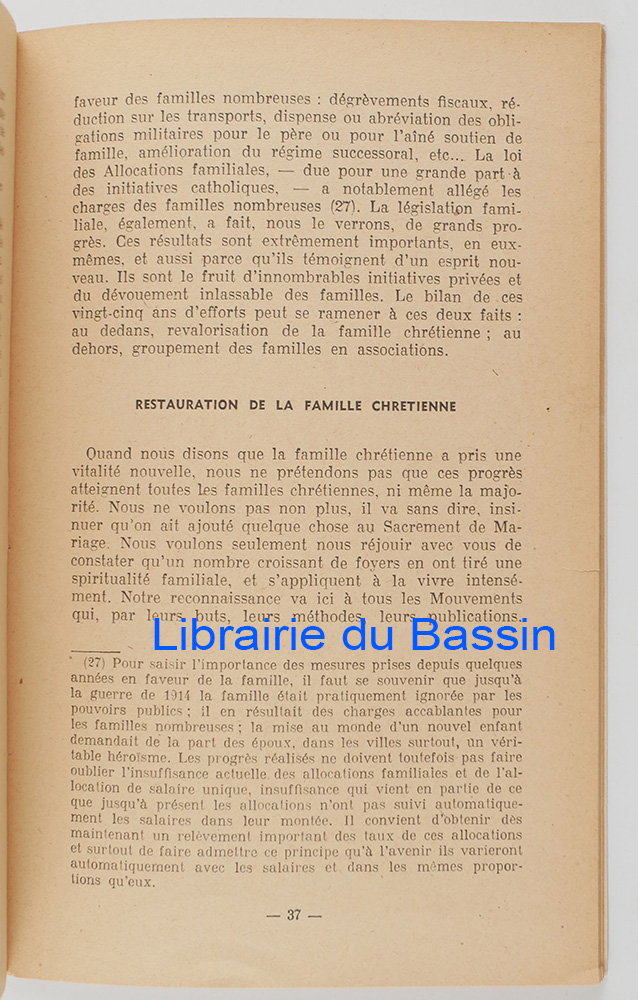 faveur des familles nombreuses : dégrèvements fiscaux, ré-
duction sur les transports, dispense ou abréviation des obli-
gations militaires pour le père ou pour l'aîné soutien de
famille, amélioration du régime successoral, etc... La loi
des Allocations familiales, — due pour une grande part à
des initiatives catholiques, — a notablement allégé les
charges des familles nombreuses (27). La législation fami-
liale, également, a fait, nous le verrons, de grands pro-
grès. Ces résultats sont extrêmement importants, en eux-
mêmes, et aussi parce qu'ils témoignent d'un esprit nou-
veau. Ils sont le fruit d'innombrables initiatives privées et
du dévouement inlassable des familles. Le bilan de ces
vingt-cinq ans d'efforts peut se ramener à ces deux faits :
au dedans, revalorisation de la famille chrétienne ; au
dehors, groupement des familles en associations.
RESTAURATION DE LA FAMILLE CHRETIENNE
Quand nous disons que la famille chrétienne a pris une
vitalité nouvelle, nous ne prétendons pas que ces progrès
atteignent toutes les familles chrétiennes, ni même la majo-
rité. Nous ne voulons pas non plus, il va sans dire, insi-
nuer qu'on ait ajouté quelque chose au Sacrement de Ma-
riage. Nous voulons seulement nous réjouir avec vous de
constater qu'un nombre croissant de foyers en ont tiré une
spiritualité familiale, et s'appliquent à la vivre intensé-
ment. Notre reconnaissance va ici à tous les Mouvements
qui, par leurs buts, leurs méthodes, leurs publications,
Librairie du Bassin
(27) Pour saisir l'importance des mesures prises depuis quelques
années en faveur de la famille, il faut se souvenir que jusqu'à
la guerre de 1914 la famille était pratiquement ignorée par les
pouvoirs publics ; il en résultait des charges accablantes pour
les familles nombreuses ; la mise au monde d'un nouvel enfant
demandait de la part des époux, dans les villes surtout, un véri-
table héroïsme. Les progrès réalisés ne doivent toutefois pas faire
oublier l'insuffisance actuelle des allocations familiales et de l'al-
location de salaire unique, insuffisance qui vient en partie de ce
que jusqu'à présent les allocations n'ont pas suivi automatique-
ment les salaires dans leur montée. Il convient d'obtenir dès
maintenant un relèvement important des taux de ces allocations
et surtout de faire admettre ce principe qu'à l'avenir ils varieront
automatiquement avec les salaires et dans les mêmes propor-
tions qu'eux.
— 37 —